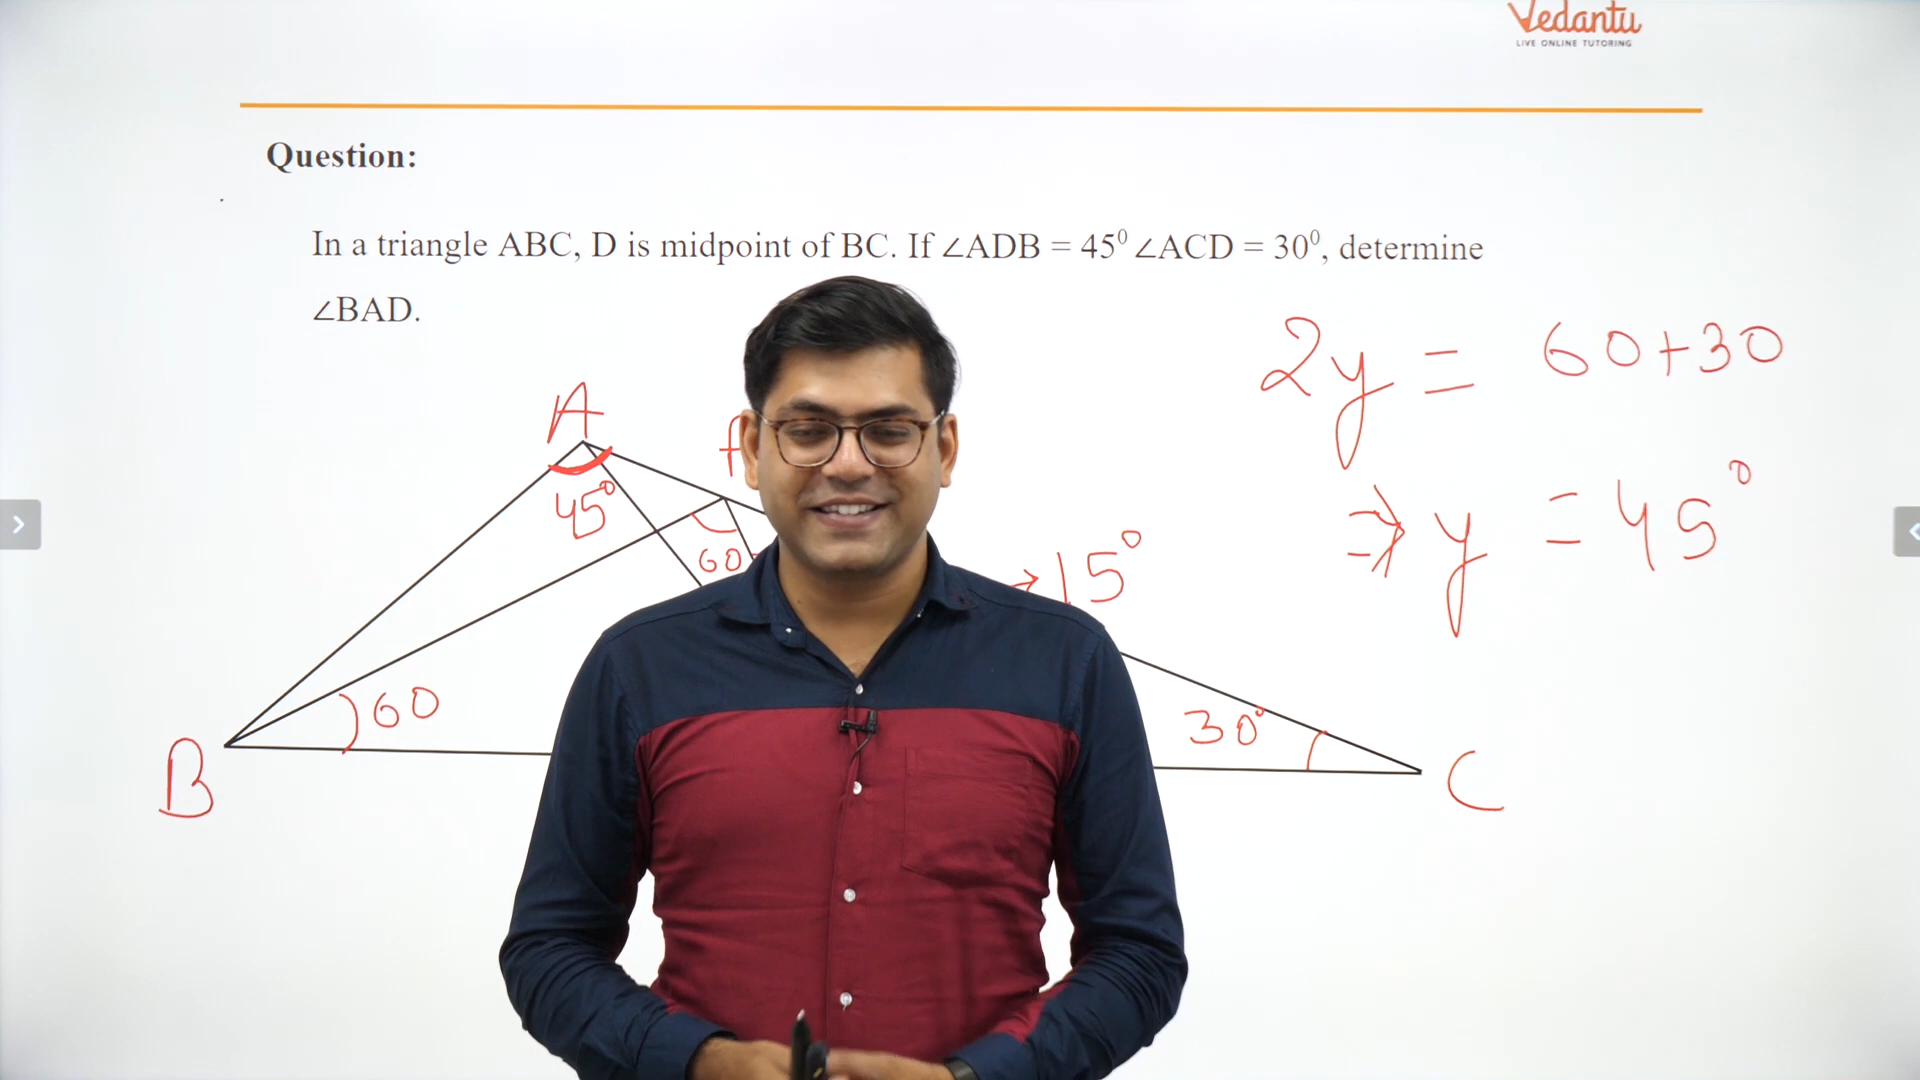 Vedantu
LIVE ONLINE TUTORING
Question:
In a triangle ABC, D is midpoint of BC. If ∠ADB = 45⁰ ∠ACD = 30⁰, determine
∠BAD.
2y = 60+30
⇒ y = 45°
A
45°
60
15°
60
30°
B
C